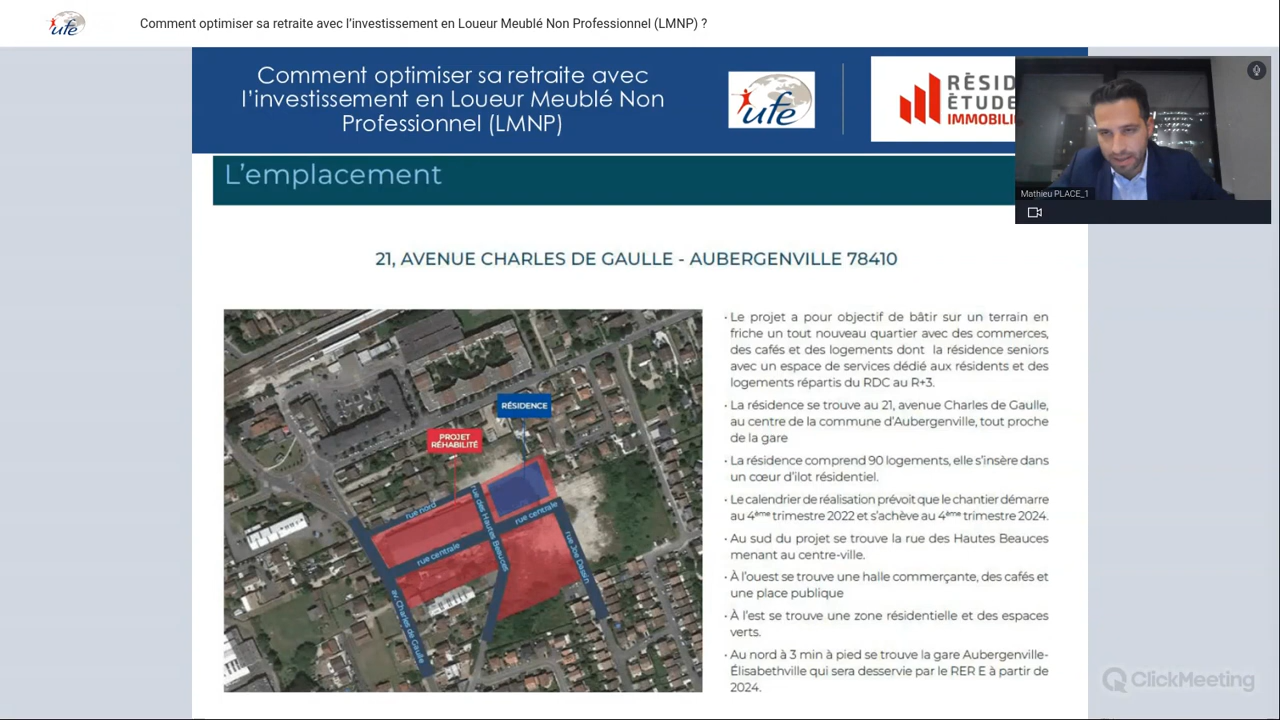 ufe
Comment optimiser sa retraite avec l'investissement en Loueur Meublé Non Professionnel (LMNP) ?
Comment optimiser sa retraite avec
l'investissement en Loueur Meublé Non
Professionnel (LMNP)
ufe
RÉSID
ÉTUDE
IMMOBILI
Mathieu PLACE_1
L'emplacement
21, AVENUE CHARLES DE GAULLE - AUBERGENVILLE 78410
RÉSIDENCE
PROJET
RÉHABILITÉ
rue nord
rue des Hautes Beauces
rue centrale
rue centrale
rue Joe Dassin
av. Charles de Gaulle
· Le projet a pour objectif de bâtir sur un terrain en
friche un tout nouveau quartier avec des commerces,
des cafés et des logements dont la résidence seniors
avec un espace de services dédié aux résidents et des
logements répartis du RDC au R+3.
· La résidence se trouve au 21, avenue Charles de Gaulle,
au centre de la commune d'Aubergenville, tout proche
de la gare
· La résidence comprend 90 logements, elle s'insère dans
un cœur d'ilot résidentiel.
· Le calendrier de réalisation prévoit que le chantier démarre
au 4ème trimestre 2022 et s'achève au 4ème trimestre 2024.
· Au sud du projet se trouve la rue des Hautes Beauces
menant au centre-ville.
· À l'ouest se trouve une halle commerçante, des cafés et
une place publique
· À l'est se trouve une zone résidentielle et des espaces
verts.
· Au nord à 3 min à pied se trouve la gare Aubergenville-
Élisabethville qui sera desservie par le RER E à partir de
2024.
ClickMeeting